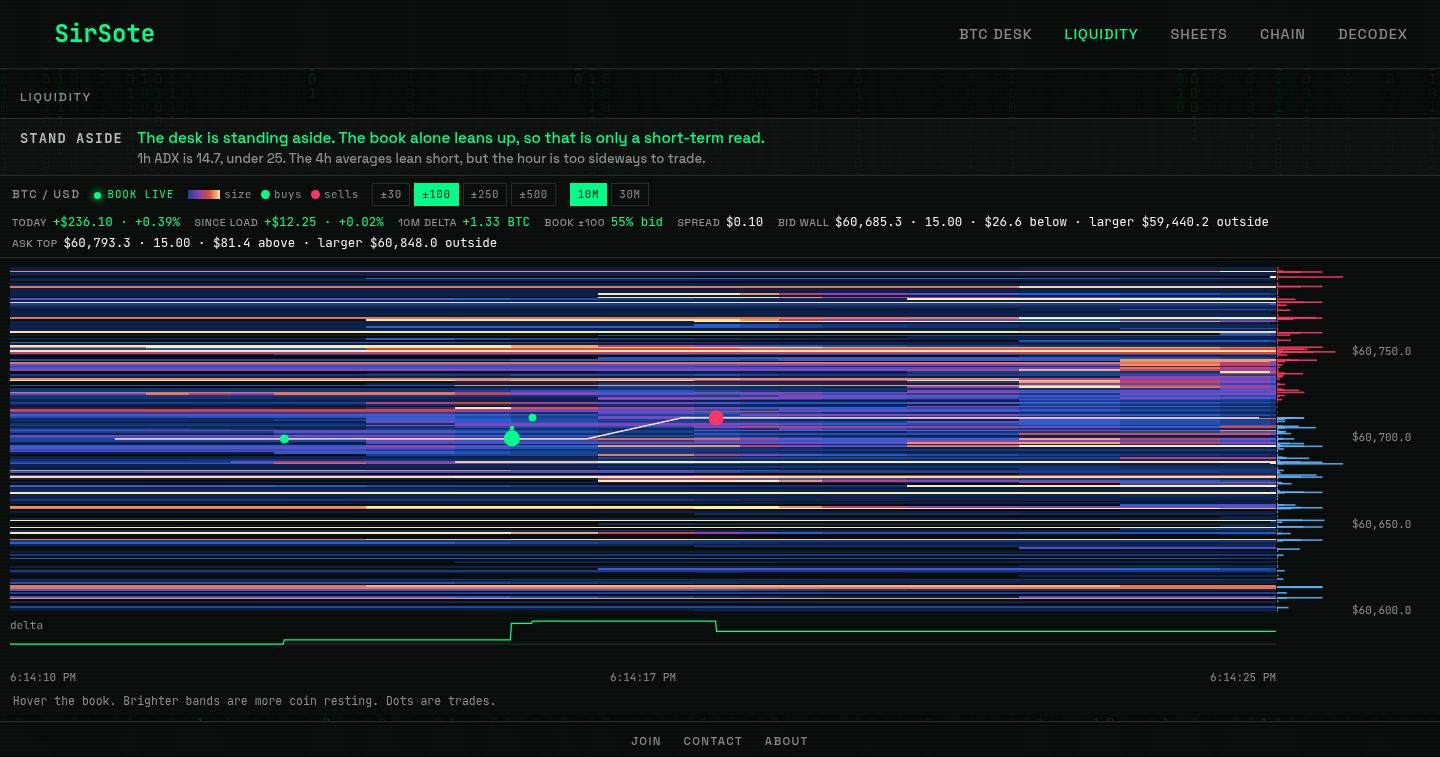 SirSote
BTC DESK LIQUIDITY SHEETS CHAIN DECODEX
LIQUIDITY
STAND ASIDE The desk is standing aside. The book alone leans up, so that is only a short-term read.
1h ADX is 14.7, under 25. The 4h averages lean short, but the hour is too sideways to trade.
BTC / USD BOOK LIVE size buys sells ±30 ±100 ±250 ±500 10M 30M
TODAY +$236.10 · +0.39% SINCE LOAD +$12.25 · +0.02% 10M DELTA +1.33 BTC BOOK ±100 55% bid SPREAD $0.10 BID WALL $60,685.3 · 15.00 · $26.6 below · larger $59,440.2 outside
ASK TOP $60,793.3 · 15.00 · $81.4 above · larger $60,848.0 outside
$60,750.0
$60,700.0
$60,650.0
$60,600.0
delta
6:14:10 PM 6:14:17 PM 6:14:25 PM
Hover the book. Brighter bands are more coin resting. Dots are trades.
JOIN CONTACT ABOUT